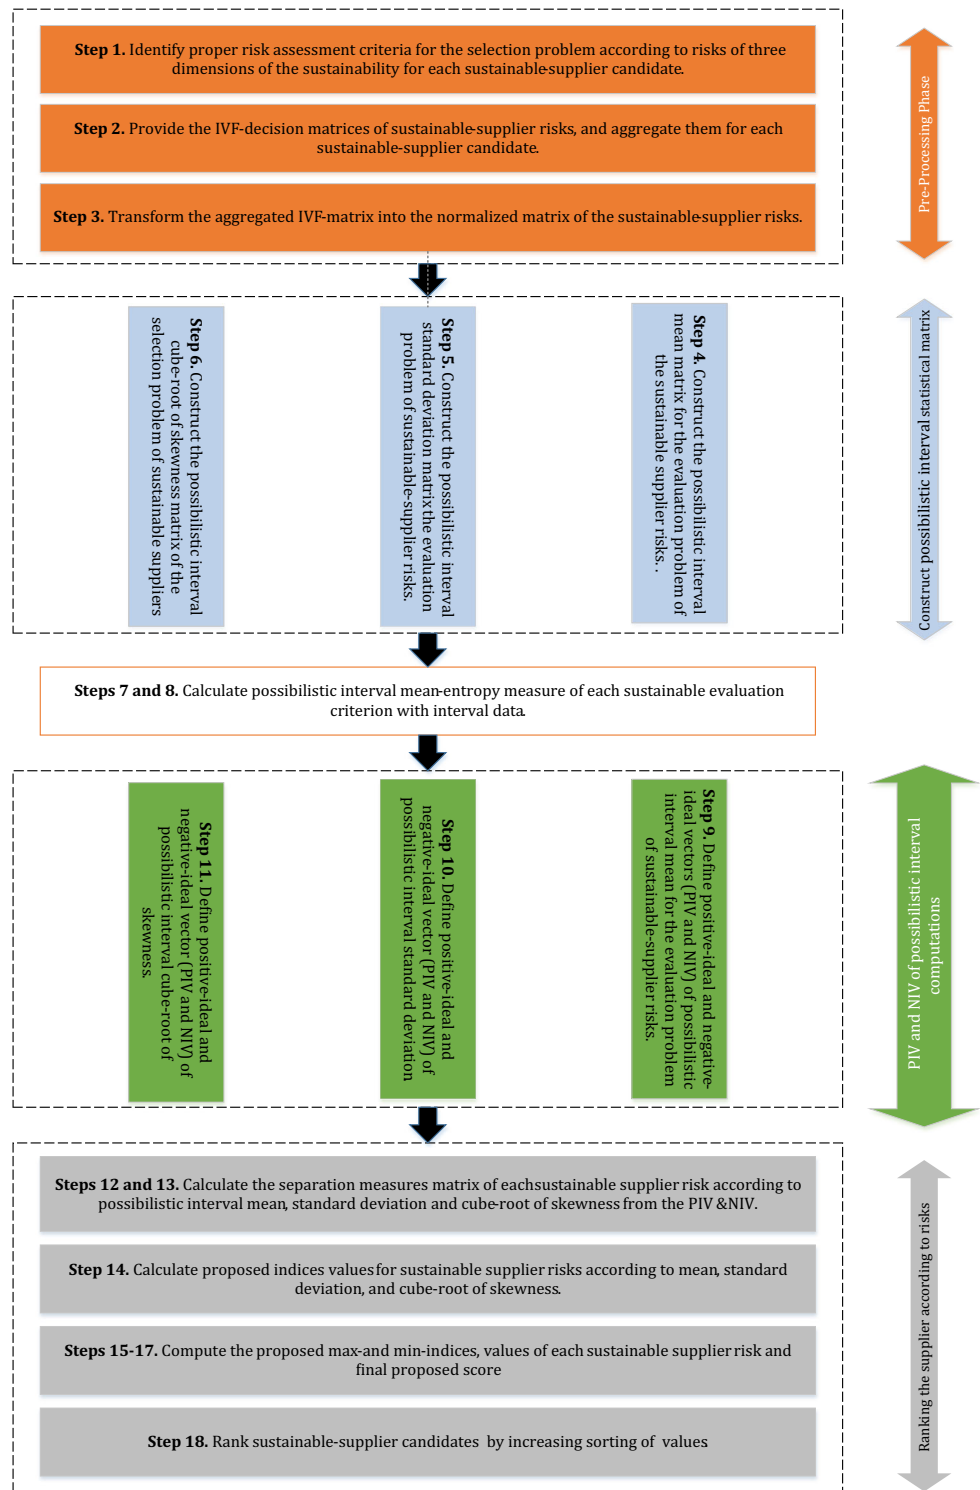 Step 1. Identify proper risk assessment criteria for the selection problem according to risks of three
dimensions of the sustainability for each sustainable-supplier candidate.
Step 2. Provide the IVF-decision matrices of sustainable-supplier risks, and aggregate them for each
sustainable-supplier candidate.
Step 3. Transform the aggregated IVF-matrix into the normalized matrix of the sustainable-supplier risks.
Pre-Processing Phase
Step 6. Construct the possibilistic interval
cube-root of skewness matrix of the
selection problem of sustainable suppliers
Step 5. Construct the possibilistic interval
standard deviation matrix the evaluation
problem of sustainable-supplier risks.
Step 4. Construct the possibilistic interval
mean matrix for the evaluation problem of
the sustainable supplier risks. .
Construct possibilistic interval statistical matrix
Steps 7 and 8. Calculate possibilistic interval mean-entropy measure of each sustainable evaluation
criterion with interval data.
Step 11. Define positive-ideal and
negative-ideal vector (PIV and NIV) of
possibilistic interval cube-root of
skewness.
Step 10. Define positive-ideal and
negative-ideal vector (PIV and NIV) of
possibilistic interval standard deviation
Step 9. Define positive-ideal and negative-
ideal vectors (PIV and NIV) of possibilistic
interval mean for the evaluation problem
of sustainable-supplier risks.
PIV and NIV of possibilistic interval
computations
Steps 12 and 13. Calculate the separation measures matrix of eachsustainable supplier risk according to
possibilistic interval mean, standard deviation and cube-root of skewness from the PIV &NIV.
Step 14. Calculate proposed indices values for sustainable supplier risks according to mean, standard
deviation, and cube-root of skewness.
Steps 15-17. Compute the proposed max-and min-indices, values of each sustainable supplier risk and
final proposed score
Step 18. Rank sustainable-supplier candidates by increasing sorting of values.
Ranking the supplier according to risks